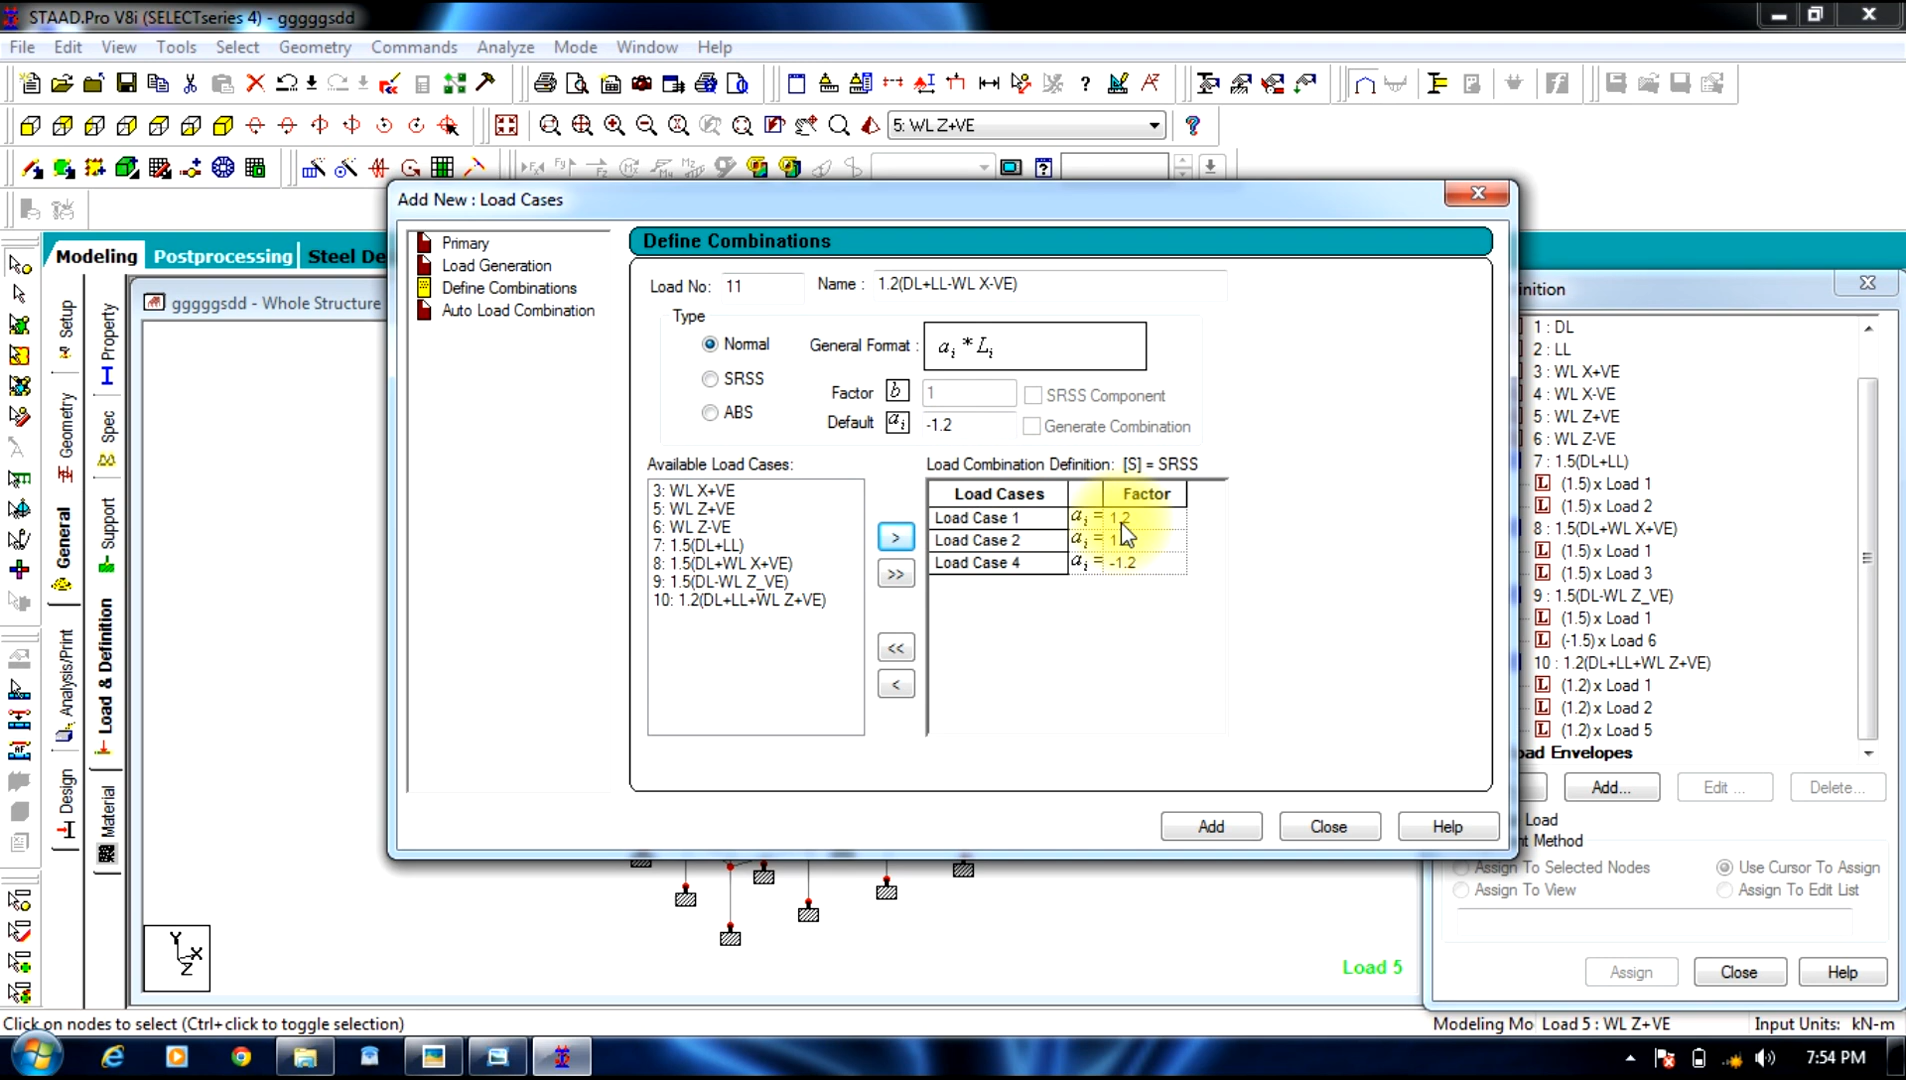 STAAD.Pro V8i (SELECTseries 4) - gggggsdd
File Edit View Tools Select Geometry Commands Analyze Mode Window Help
5: WL Z+VE
Modeling Postprocessing Steel De
gggggsdd - Whole Structure
Setup
Geometry
General
Analysis/Print
Design
Property
Spec
Support
Load & Definition
Material
Add New : Load Cases
Primary
Load Generation
Define Combinations
Auto Load Combination
Define Combinations
Load No: 11 Name : 1.2(DL+LL-WL X-VE)
Type
Normal
SRSS
ABS
General Format : ai * Li
Factor b 1 SRSS Component
Default ai -1.2 Generate Combination
Available Load Cases:
3: WL X+VE
5: WL Z+VE
6: WL Z-VE
7: 1.5(DL+LL)
8: 1.5(DL+WL X+VE)
9: 1.5(DL-WL Z_VE)
10: 1.2(DL+LL+WL Z+VE)
>
>>
<<
<
Load Combination Definition: [S] = SRSS
Load Cases Factor
Load Case 1 ai = 1.2
Load Case 2 ai =
Load Case 4 ai = -1.2
Add Close Help
inition
1 : DL
2 : LL
3 : WL X+VE
4 : WL X-VE
5 : WL Z+VE
6 : WL Z-VE
7 : 1.5(DL+LL)
(1.5) x Load 1
(1.5) x Load 2
8 : 1.5(DL+WL X+VE)
(1.5) x Load 1
(1.5) x Load 3
9 : 1.5(DL-WL Z_VE)
(1.5) x Load 1
(-1.5) x Load 6
10 : 1.2(DL+LL+WL Z+VE)
(1.2) x Load 1
(1.2) x Load 2
(1.2) x Load 5
oad Envelopes
Add... Edit ... Delete...
Load
nt Method
Assign To Selected Nodes Use Cursor To Assign
Assign To View Assign To Edit List
Assign Close Help
Y
X
Z
Load 5
Click on nodes to select (Ctrl+click to toggle selection)
Modeling Mo Load 5 : WL Z+VE Input Units: kN-m
7:54 PM